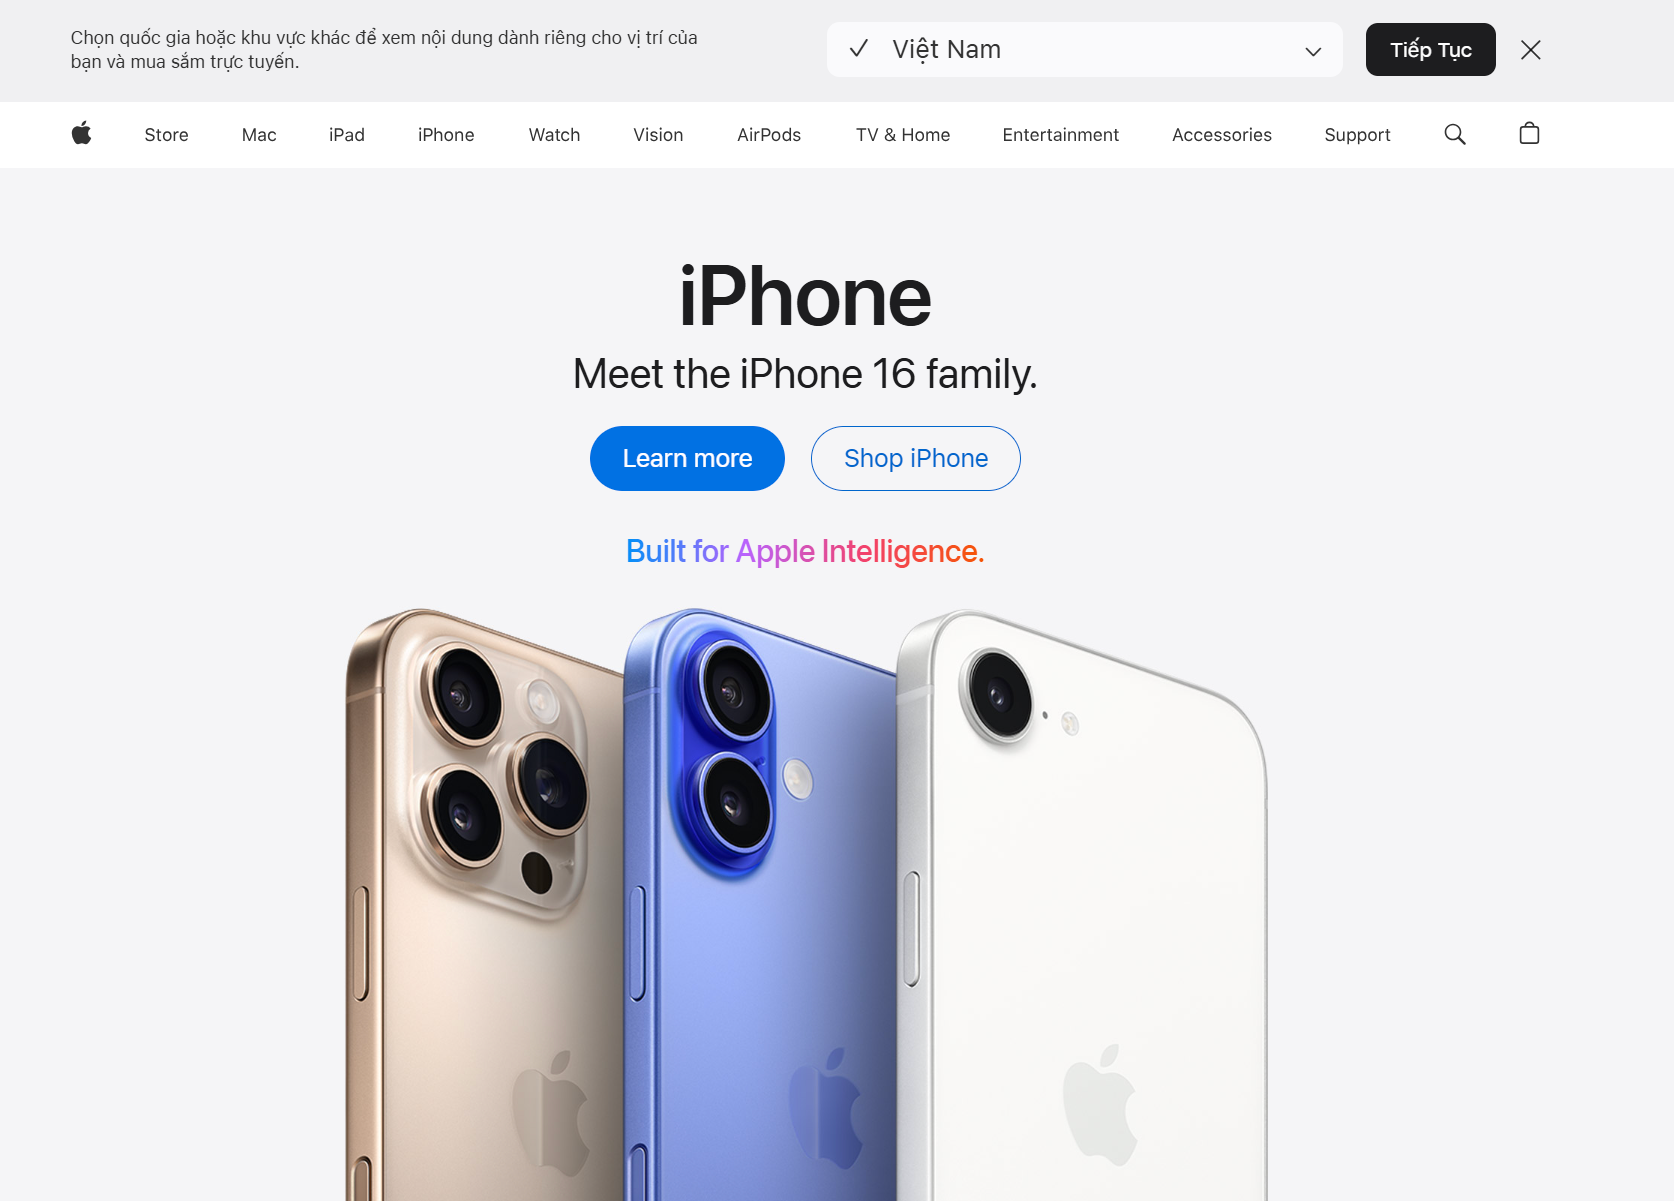 Chọn quốc gia hoặc khu vực khác để xem nội dung dành riêng cho vị trí của
bạn và mua sắm trực tuyến.
Việt Nam
Tiếp Tục
Store Mac iPad iPhone Watch Vision AirPods TV & Home Entertainment Accessories Support
iPhone
Meet the iPhone 16 family.
Learn more Shop iPhone
Built for Apple Intelligence.